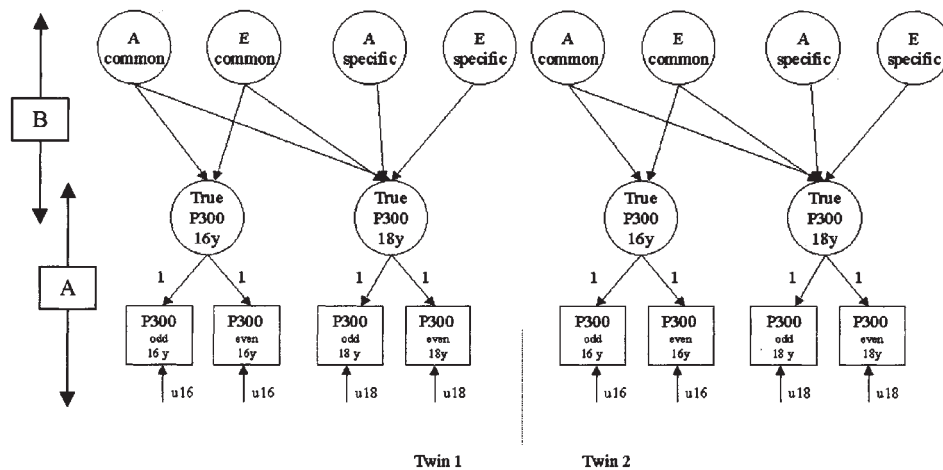 A common
E common
A specific
E specific
A common
E common
A specific
E specific
B
True P300 16y
True P300 18y
True P300 16y
True P300 18y
A
1 1 1 1 1 1 1 1
P300 odd 16 y
P300 even 16y
P300 odd 18 y
P300 even 18y
P300 odd 16 y
P300 even 16y
P300 odd 18 y
P300 even 18y
u16 u16 u18 u18 u16 u16 u18 u18
Twin 1 Twin 2